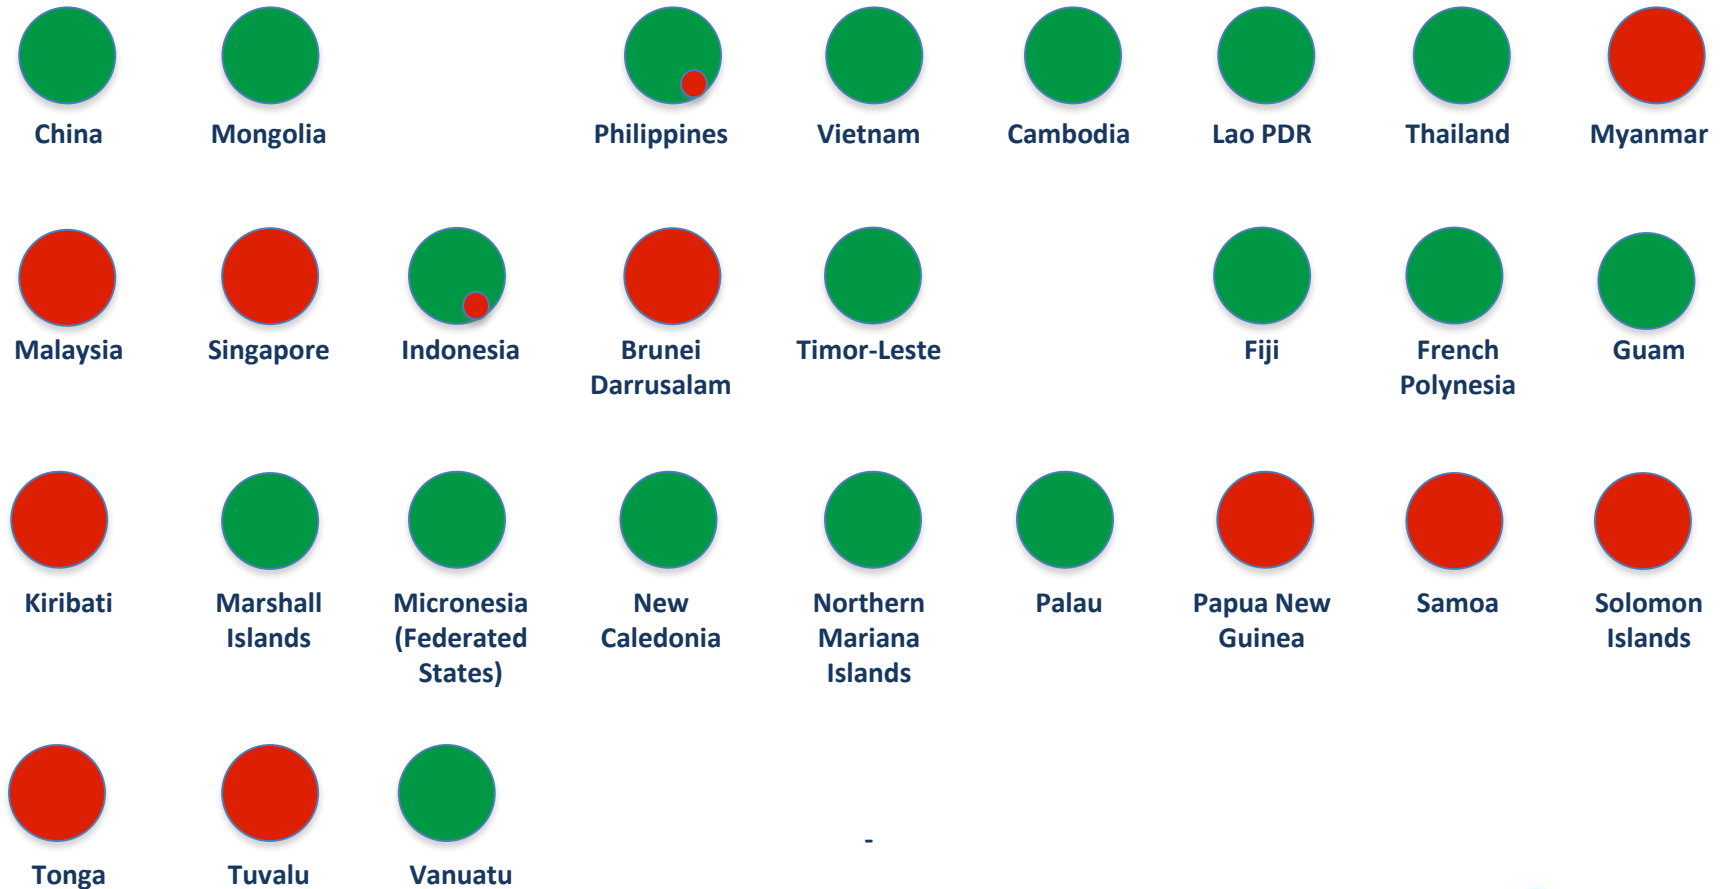 China
Mongolia
Philippines
Vietnam
Cambodia
Lao PDR
Thailand
Myanmar
Malaysia
Singapore
Indonesia
Brunei
Darrusalam
Timor-Leste
Fiji
French
Polynesia
Guam
Kiribati
Marshall
Islands
Micronesia
(Federated
States)
New
Caledonia
Northern
Mariana
Islands
Palau
Papua New
Guinea
Samoa
Solomon
Islands
Tonga
Tuvalu
Vanuatu
-